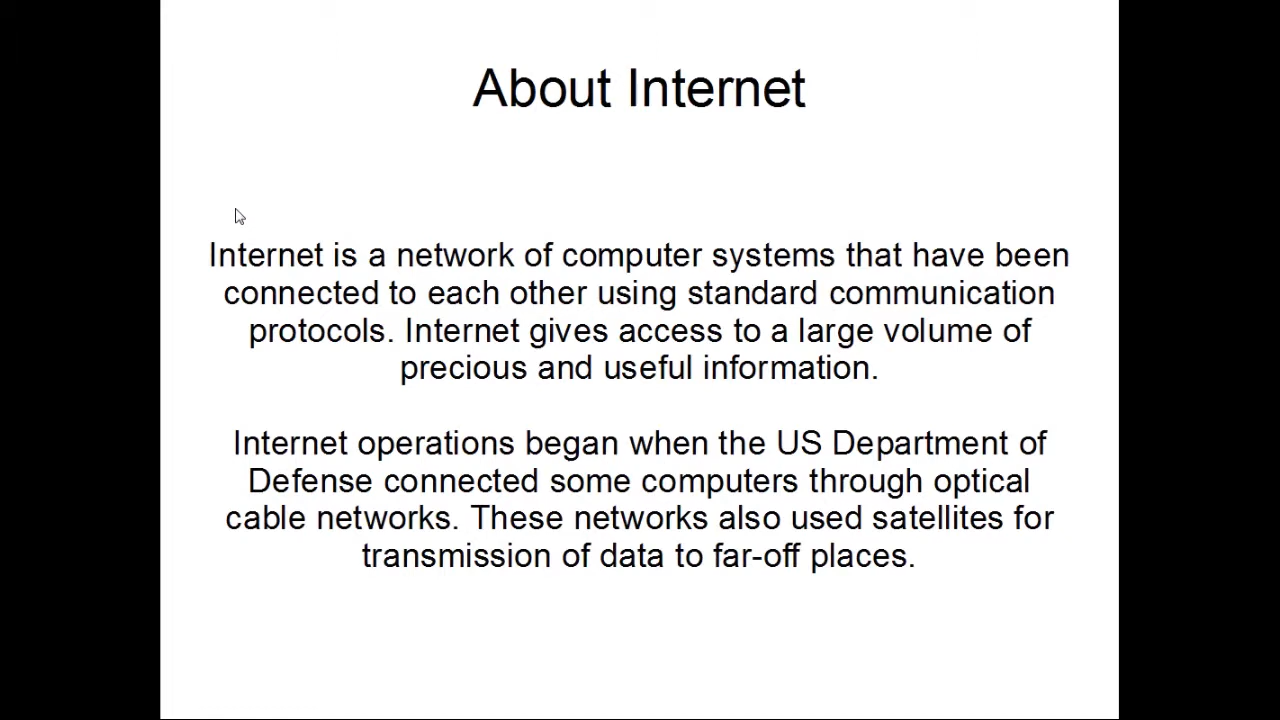 About Internet
Internet is a network of computer systems that have been
connected to each other using standard communication
protocols. Internet gives access to a large volume of
precious and useful information.
Internet operations began when the US Department of
Defense connected some computers through optical
cable networks. These networks also used satellites for
transmission of data to far-off places.